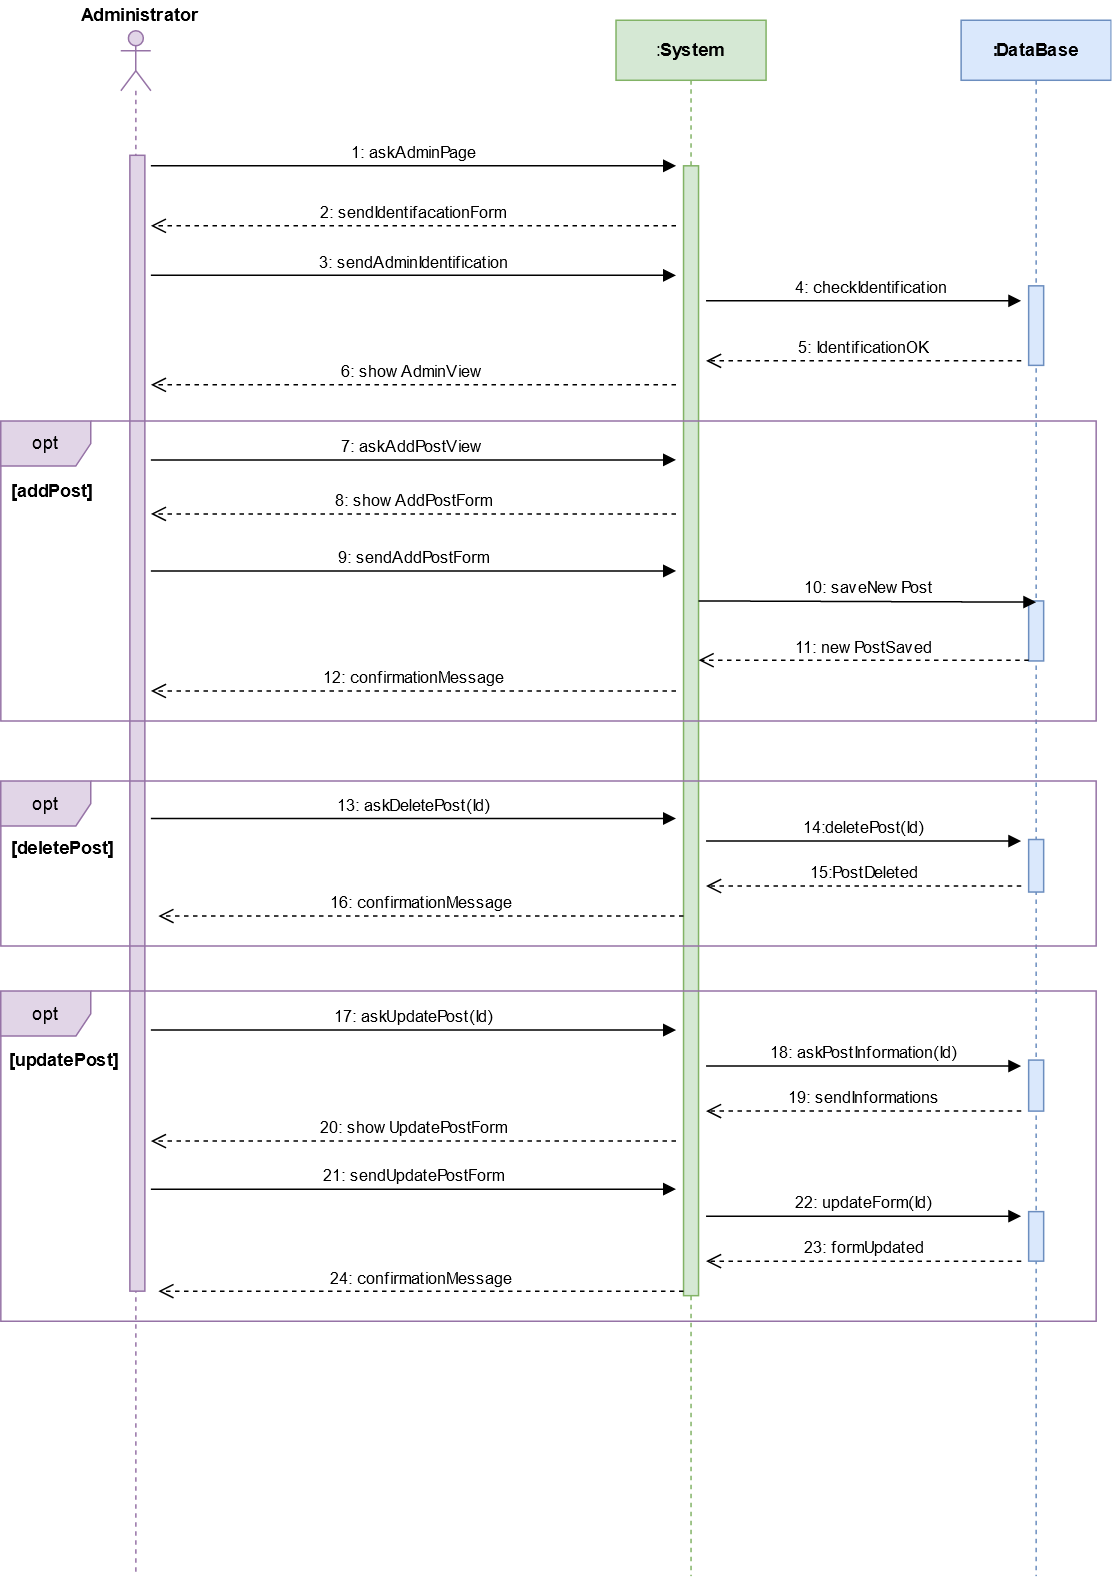 Administrator
:System
:DataBase
1: askAdminPage
2: sendIdentifacationForm
3: sendAdminIdentification
4: checkIdentification
5: IdentificationOK
6: show AdminView
opt
7: askAddPostView
[addPost]
8: show AddPostForm
9: sendAddPostForm
10: saveNew Post
11: new PostSaved
12: confirmationMessage
opt
13: askDeletePost(Id)
14:deletePost(Id)
[deletePost]
15:PostDeleted
16: confirmationMessage
opt
17: askUpdatePost(Id)
18: askPostInformation(Id)
[updatePost]
19: sendInformations
20: show UpdatePostForm
21: sendUpdatePostForm
22: updateForm(Id)
23: formUpdated
24: confirmationMessage